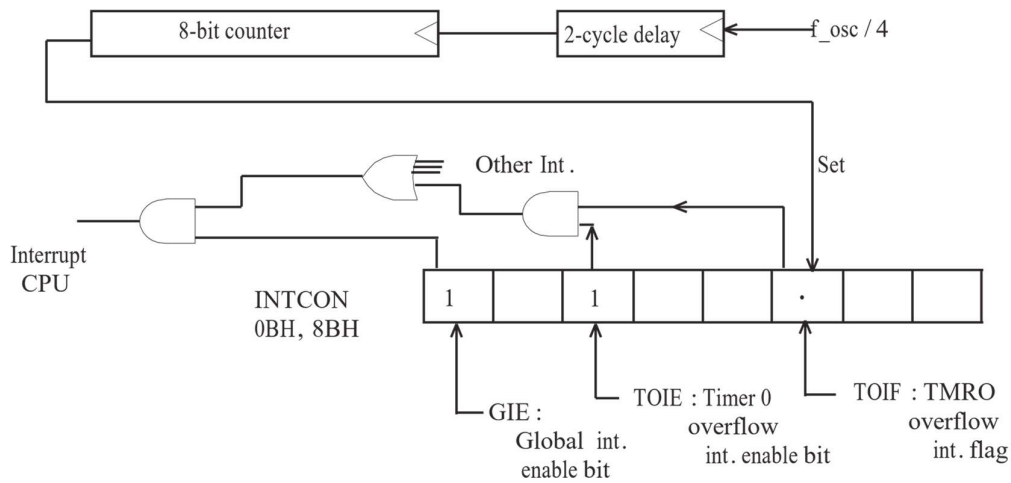 8-bit counter
2-cycle delay
f_osc / 4
Other Int .
Set
Interrupt
CPU
INTCON
0BH, 8BH
1
1
.
GIE :
Global int.
enable bit
TOIE : Timer 0
overflow
int. enable bit
TOIF : TMRO
overflow
int. flag